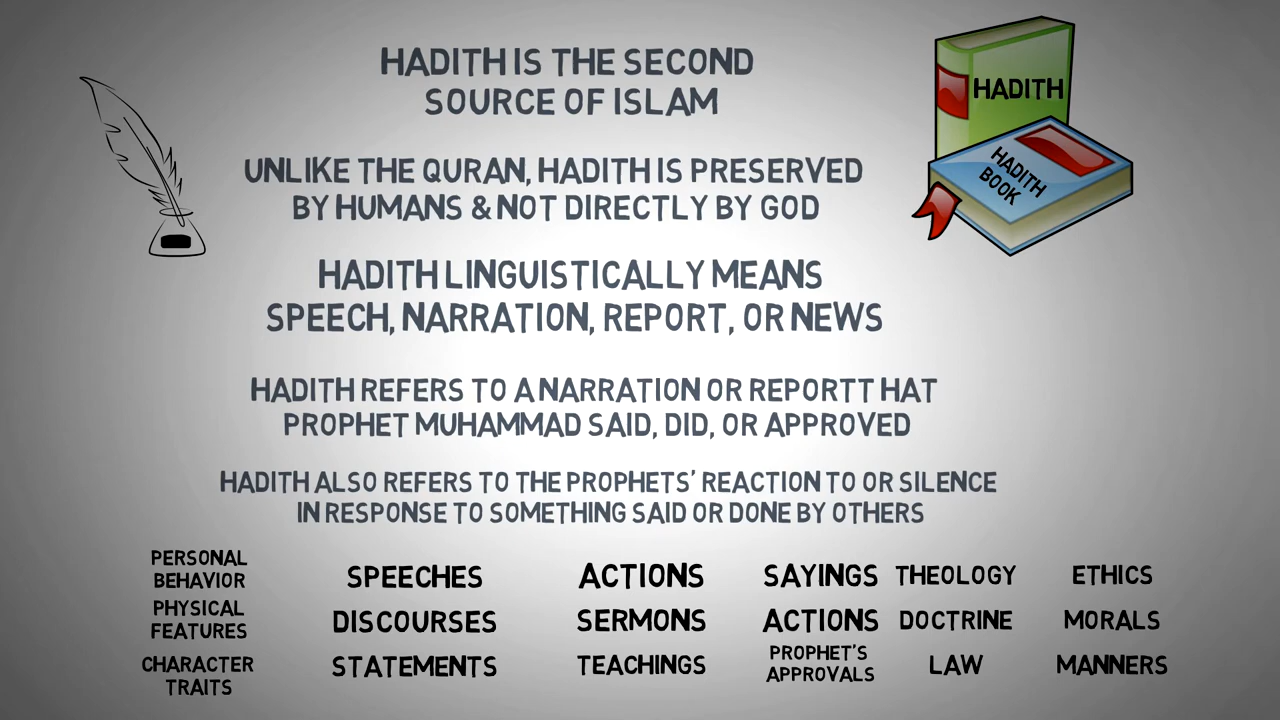 HADITH IS THE SECOND
SOURCE OF ISLAM
HADITH
HADITH
BOOK
UNLIKE THE QURAN, HADITH IS PRESERVED
BY HUMANS & NOT DIRECTLY BY GOD
HADITH LINGUISTICALLY MEANS
SPEECH, NARRATION, REPORT, OR NEWS
HADITH REFERS TO A NARRATION OR REPORTT HAT
PROPHET MUHAMMAD SAID, DID, OR APPROVED
HADITH ALSO REFERS TO THE PROPHETS' REACTION TO OR SILENCE
IN RESPONSE TO SOMETHING SAID OR DONE BY OTHERS
PERSONAL
BEHAVIOR
PHYSICAL
FEATURES
CHARACTER
TRAITS
SPEECHES
DISCOURSES
STATEMENTS
ACTIONS
SERMONS
TEACHINGS
SAYINGS
ACTIONS
PROPHET'S
APPROVALS
THEOLOGY
DOCTRINE
LAW
ETHICS
MORALS
MANNERS